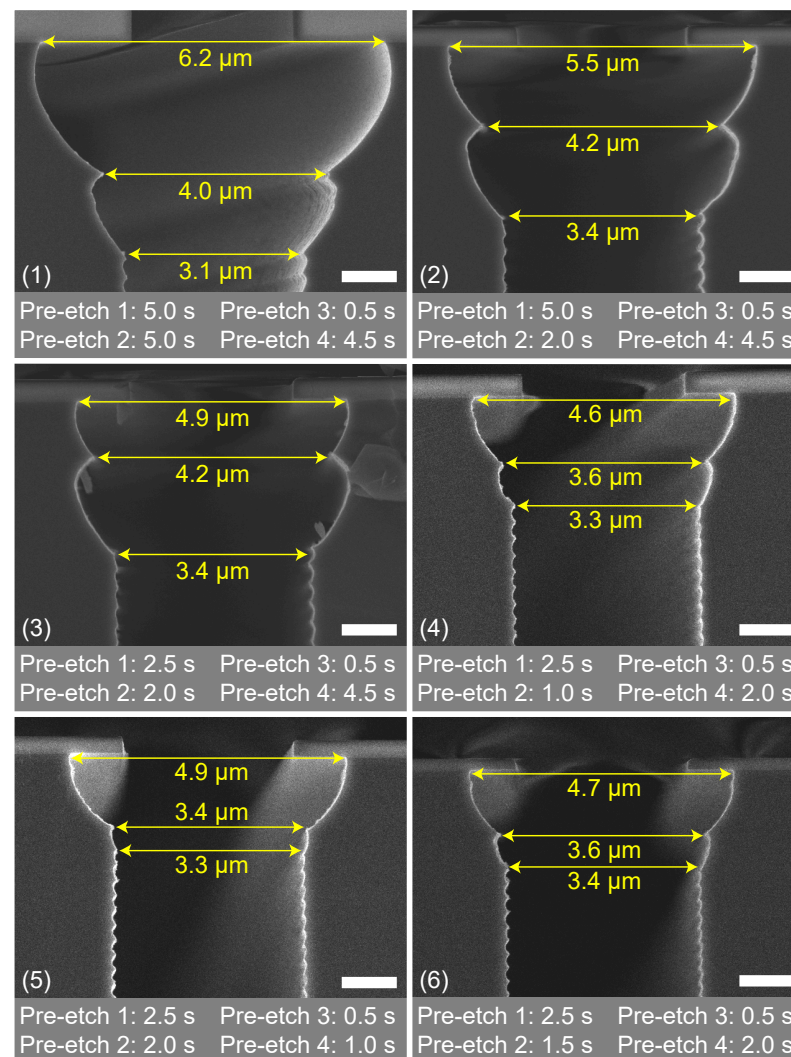 6.2 µm
4.0 µm
3.1 µm
(1)
Pre-etch 1: 5.0 s Pre-etch 3: 0.5 s
Pre-etch 2: 5.0 s Pre-etch 4: 4.5 s
5.5 µm
4.2 µm
3.4 µm
(2)
Pre-etch 1: 5.0 s Pre-etch 3: 0.5 s
Pre-etch 2: 2.0 s Pre-etch 4: 4.5 s
4.9 µm
4.2 µm
3.4 µm
(3)
Pre-etch 1: 2.5 s Pre-etch 3: 0.5 s
Pre-etch 2: 2.0 s Pre-etch 4: 4.5 s
4.6 µm
3.6 µm
3.3 µm
(4)
Pre-etch 1: 2.5 s Pre-etch 3: 0.5 s
Pre-etch 2: 1.0 s Pre-etch 4: 2.0 s
4.9 µm
3.4 µm
3.3 µm
(5)
Pre-etch 1: 2.5 s Pre-etch 3: 0.5 s
Pre-etch 2: 2.0 s Pre-etch 4: 1.0 s
4.7 µm
3.6 µm
3.4 µm
(6)
Pre-etch 1: 2.5 s Pre-etch 3: 0.5 s
Pre-etch 2: 1.5 s Pre-etch 4: 2.0 s